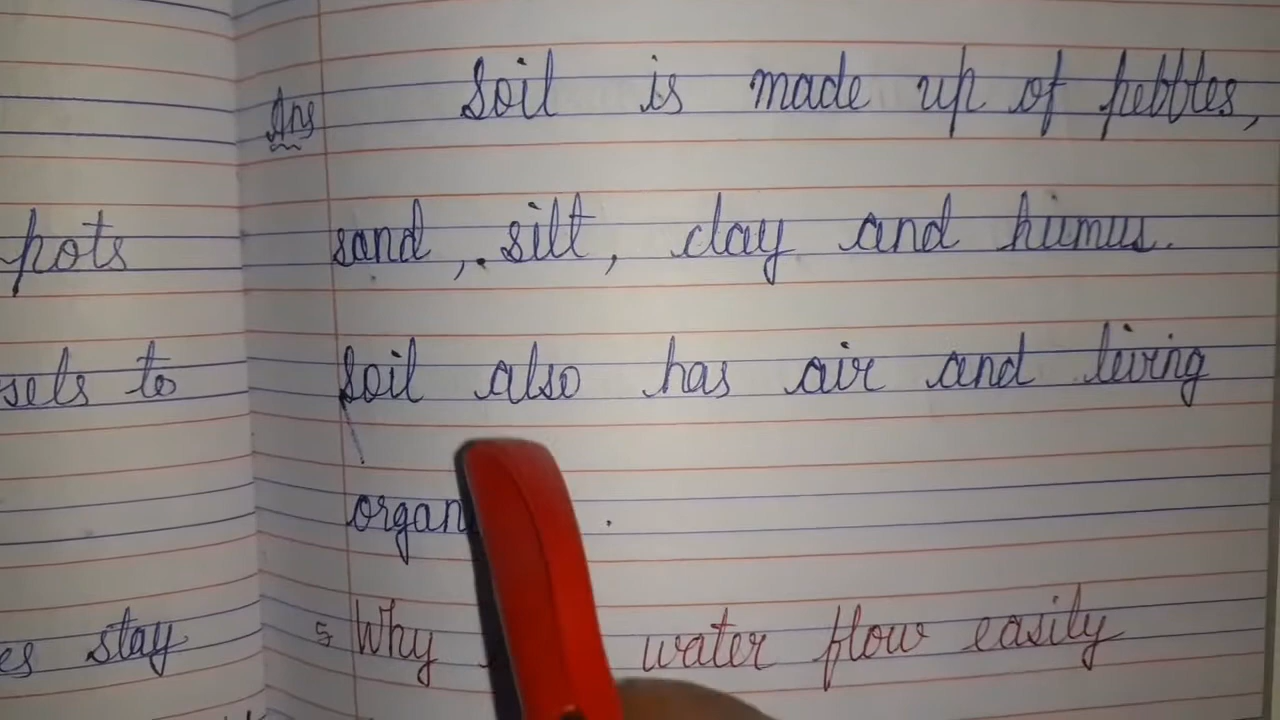 pots
sels to
es stay
Ans Soil is made up of pebbles,
sand, silt, clay and humus.
Soil also has air and living
organ .
5 Why water flow easily